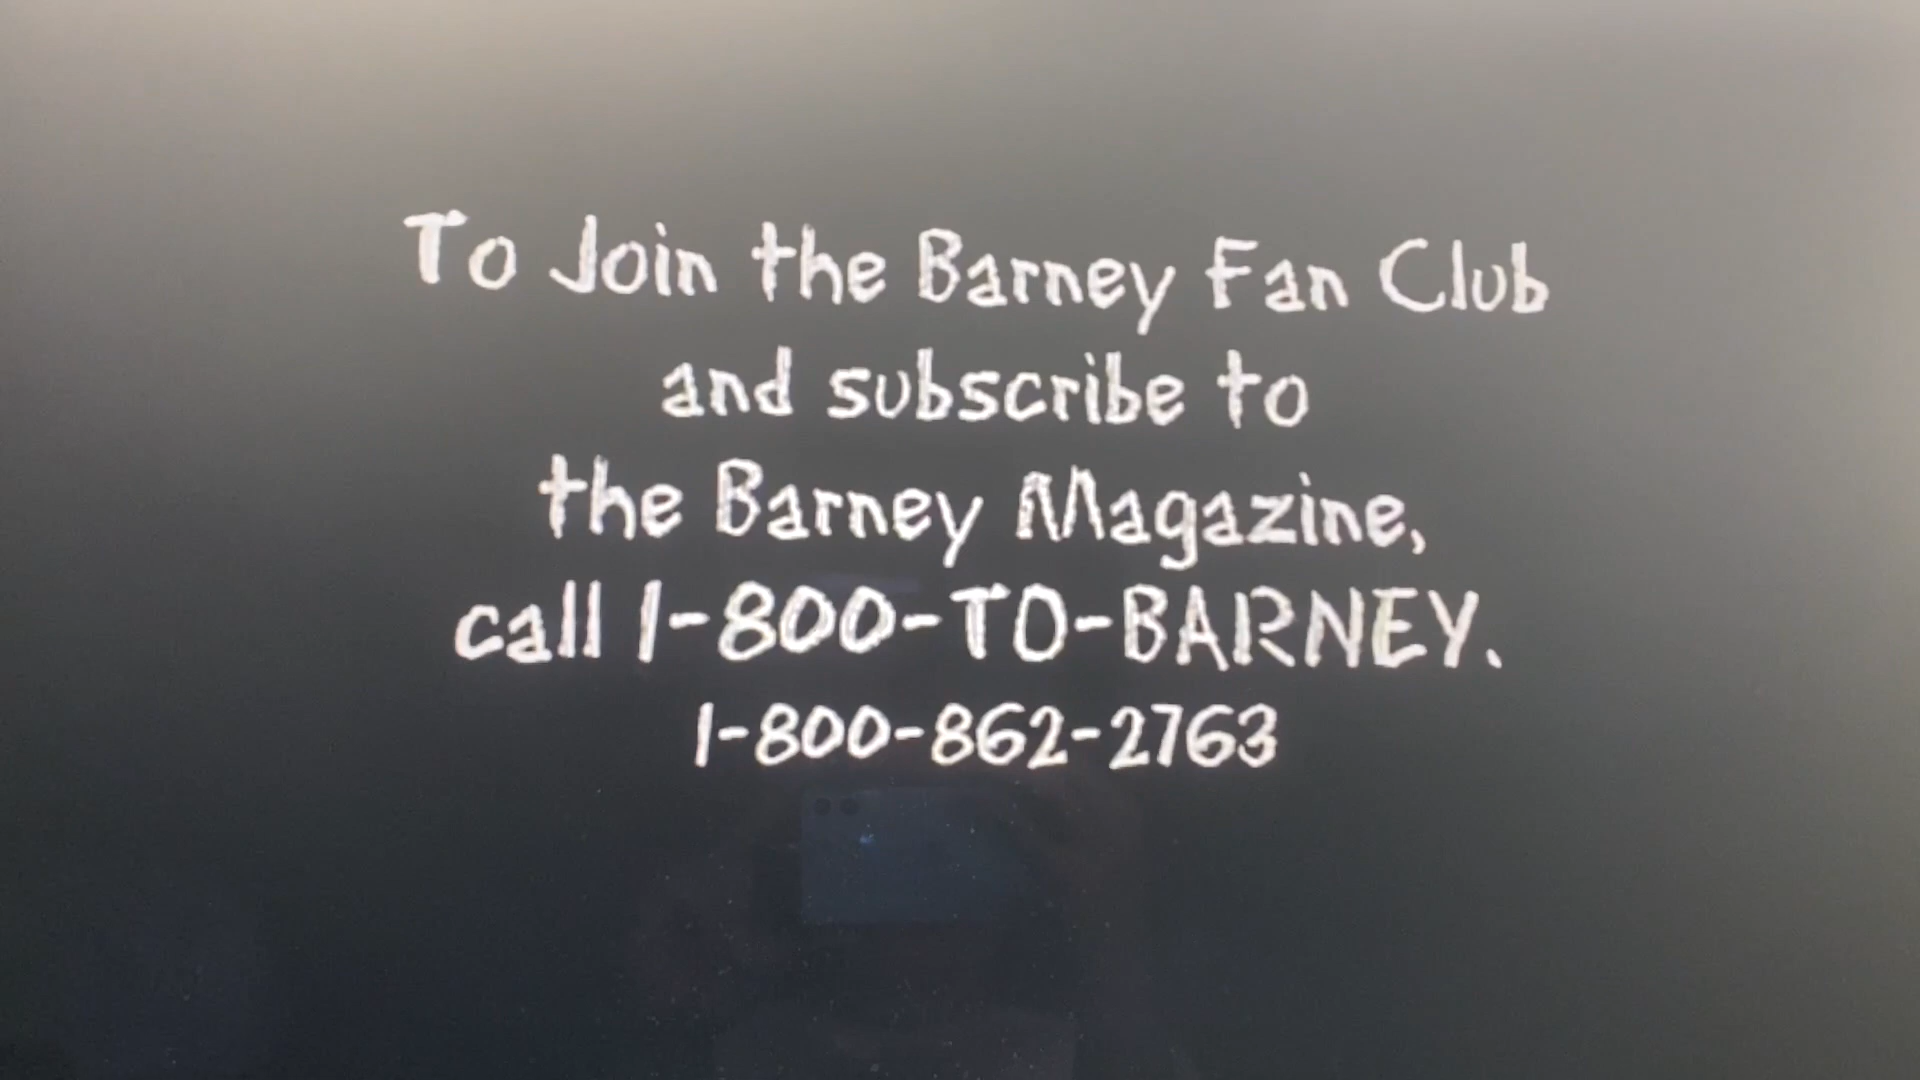 To Join the Barney Fan Club
and subscribe to
the Barney Magazine,
call 1-800-TO-BARNEY.
1-800-862-2763